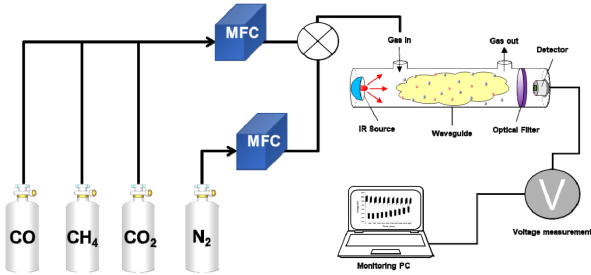 MFC
Gas in
Gas out
Detector
IR Source
Waveguide
Optical Filter
MFC
CO
CH₄
CO₂
N₂
V
Voltage measurement
Monitoring PC